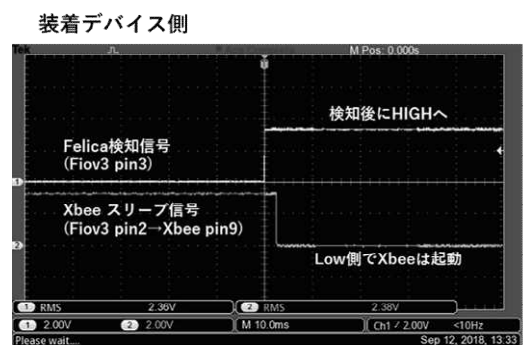 装着デバイス側
Tek
M Pos: 0.000s
検知後にHIGHへ
Felica検知信号
(Fiov3 pin3)
1
Xbee スリープ信号
(Fiov3 pin2→Xbee pin9)
2
Low側でXbeeは起動
1 RMS 2.36V 2 RMS 2.38V
1 2.00V 2 2.00V M 10.0ms Ch1 2.00V <10Hz
Please wait.... Sep 12, 2018, 13:33